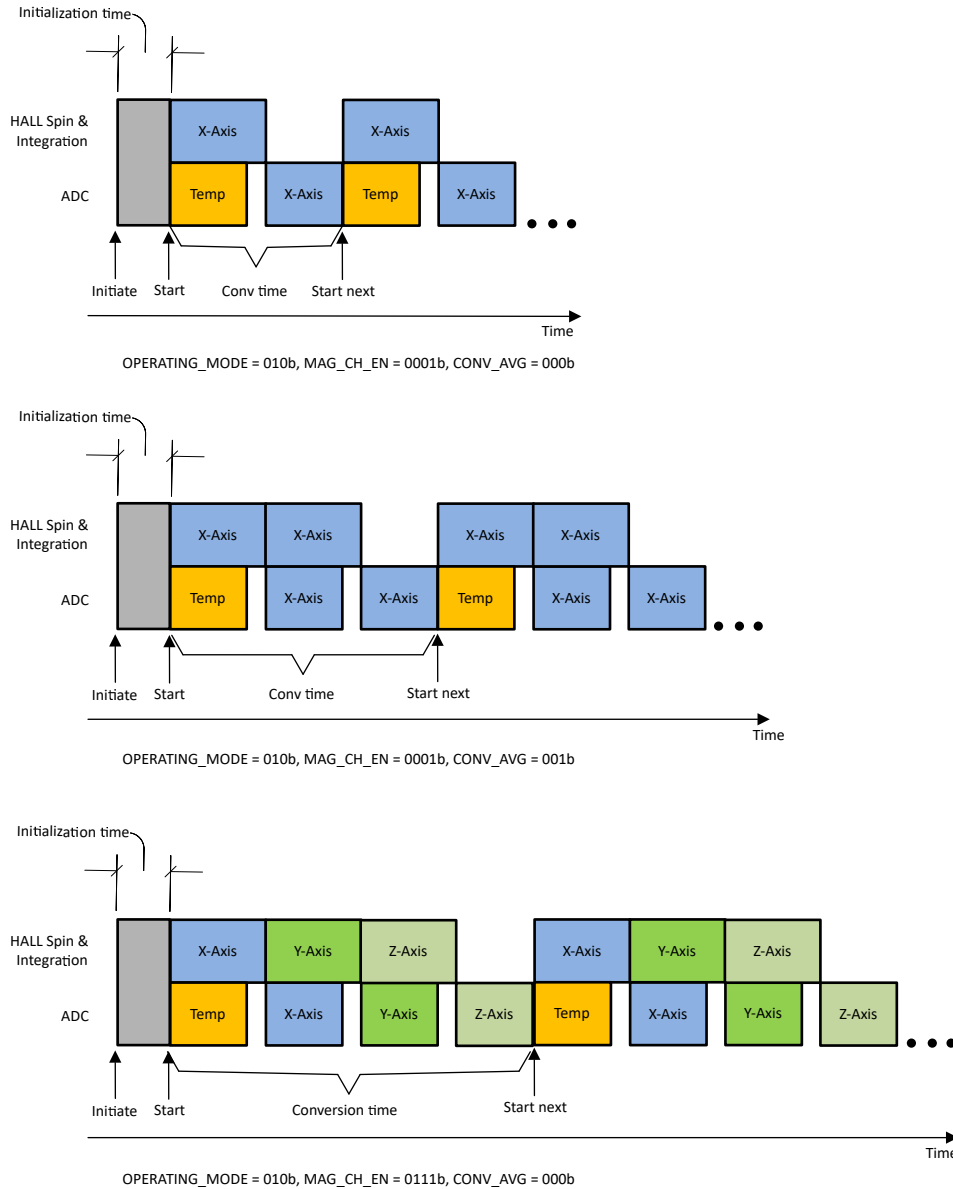 Initialization time
HALL Spin &
Integration
X-Axis
X-Axis
ADC
Temp
X-Axis
Temp
X-Axis
Initiate
Start
Conv time
Start next
Time
OPERATING_MODE = 010b, MAG_CH_EN = 0001b, CONV_AVG = 000b
Initialization time
HALL Spin &
Integration
X-Axis
X-Axis
X-Axis
X-Axis
ADC
Temp
X-Axis
X-Axis
Temp
X-Axis
X-Axis
Initiate
Start
Conv time
Start next
Time
OPERATING_MODE = 010b, MAG_CH_EN = 0001b, CONV_AVG = 001b
Initialization time
HALL Spin &
Integration
X-Axis
Y-Axis
Z-Axis
X-Axis
Y-Axis
Z-Axis
ADC
Temp
X-Axis
Y-Axis
Z-Axis
Temp
X-Axis
Y-Axis
Z-Axis
Initiate
Start
Conversion time
Start next
Time
OPERATING_MODE = 010b, MAG_CH_EN = 0111b, CONV_AVG = 000b